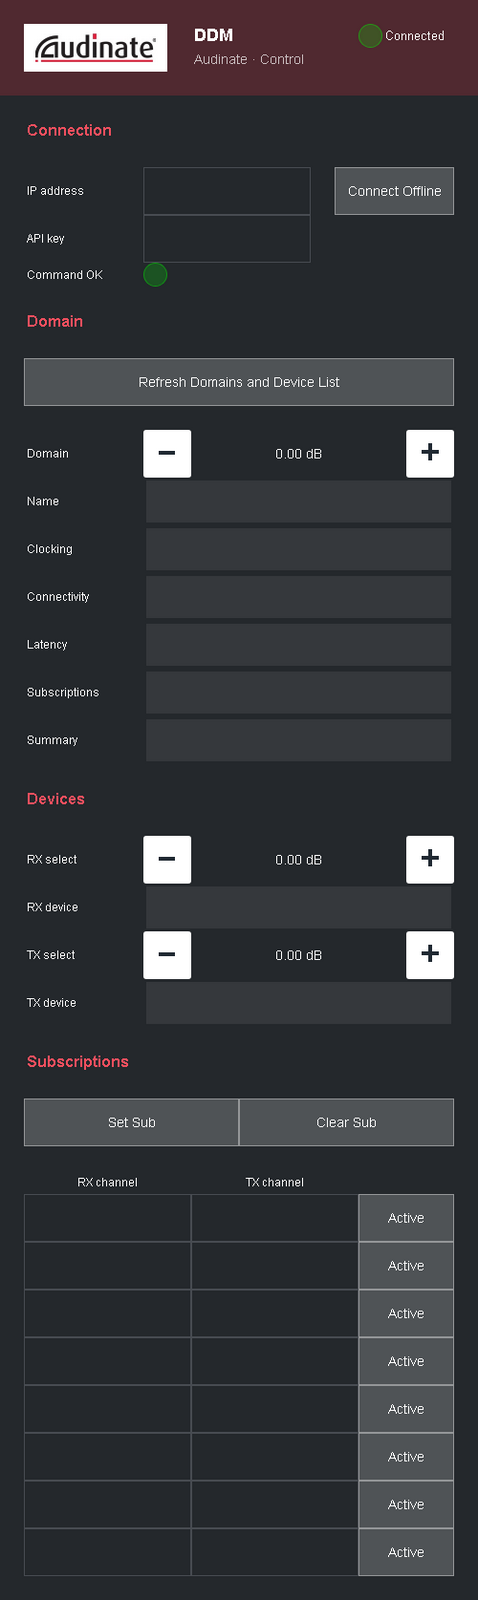 Audinate
DDM
Connected
Audinate · Control
Connection
IP address
Connect Offline
API key
Command OK
Domain
Refresh Domains and Device List
Domain
−
0.00 dB
+
Name
Clocking
Connectivity
Latency
Subscriptions
Summary
Devices
RX select
−
0.00 dB
+
RX device
TX select
−
0.00 dB
+
TX device
Subscriptions
Set Sub
Clear Sub
RX channel
TX channel
Active
Active
Active
Active
Active
Active
Active
Active